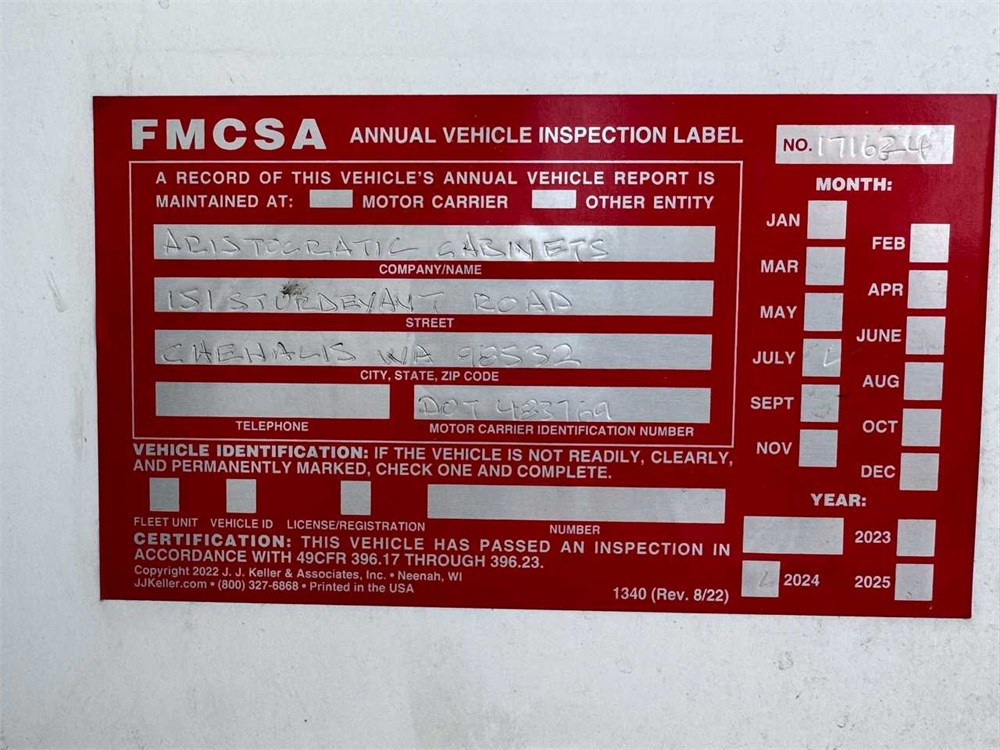 FMCSA ANNUAL VEHICLE INSPECTION LABEL
NO.
A RECORD OF THIS VEHICLE'S ANNUAL VEHICLE REPORT IS
MAINTAINED AT: MOTOR CARRIER OTHER ENTITY
ARISTOCRATIC CABINETS
COMPANY/NAME
151 STURDEVANT ROAD
STREET
CHEHALIS WA 98532
CITY, STATE, ZIP CODE
TELEPHONE
DOT 483769
MOTOR CARRIER IDENTIFICATION NUMBER
VEHICLE IDENTIFICATION: IF THE VEHICLE IS NOT READILY, CLEARLY,
AND PERMANENTLY MARKED, CHECK ONE AND COMPLETE.
FLEET UNIT VEHICLE ID LICENSE/REGISTRATION NUMBER
CERTIFICATION: THIS VEHICLE HAS PASSED AN INSPECTION IN
ACCORDANCE WITH 49CFR 396.17 THROUGH 396.23.
Copyright 2022 J. J. Keller & Associates, Inc. • Neenah, WI
JJKeller.com • (800) 327-6868 • Printed in the USA
1340 (Rev. 8/22)
MONTH:
JAN
FEB
MAR
APR
MAY
JUNE
JULY
AUG
SEPT
OCT
NOV
DEC
YEAR:
2023
2024 2025